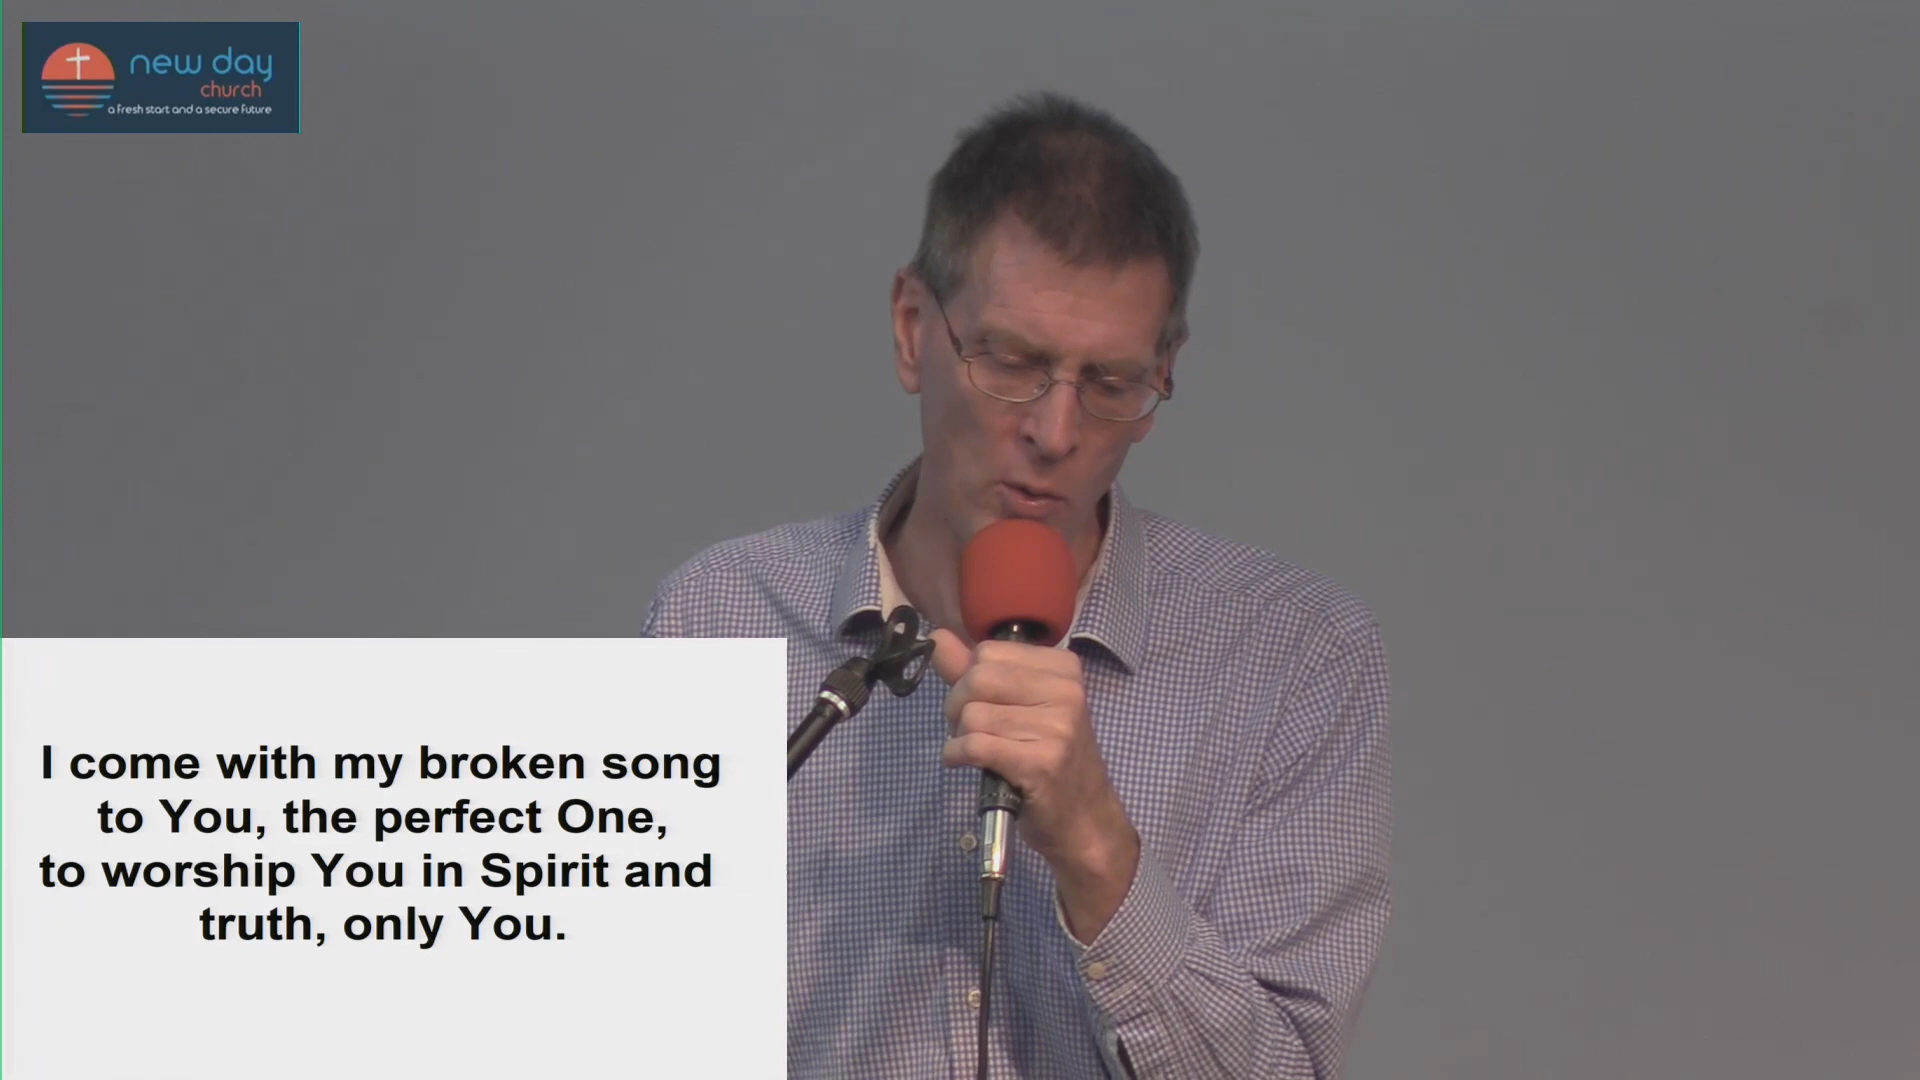 new day
church
a fresh start and a secure future
I come with my broken song
to You, the perfect One,
to worship You in Spirit and
truth, only You.